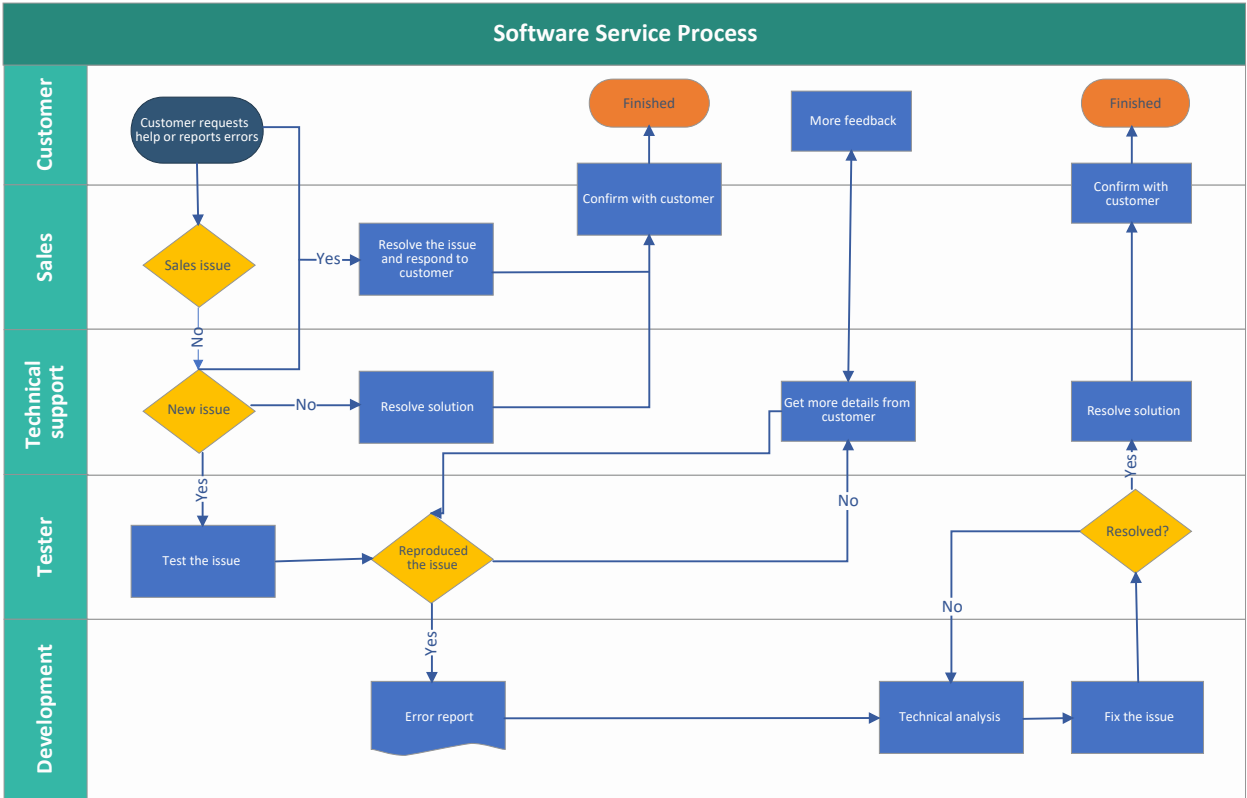 Software Service Process
Customer
Customer requests
help or reports errors
Finished
More feedback
Finished
Confirm with customer
Confirm with
customer
Sales
Sales issue
Yes
Resolve the issue
and respond to
customer
No
Technical
support
New issue
No
Resolve solution
Get more details from
customer
Resolve solution
Yes
Yes
No
Tester
Test the issue
Reproduced
the issue
Resolved?
No
Yes
Development
Error report
Technical analysis
Fix the issue